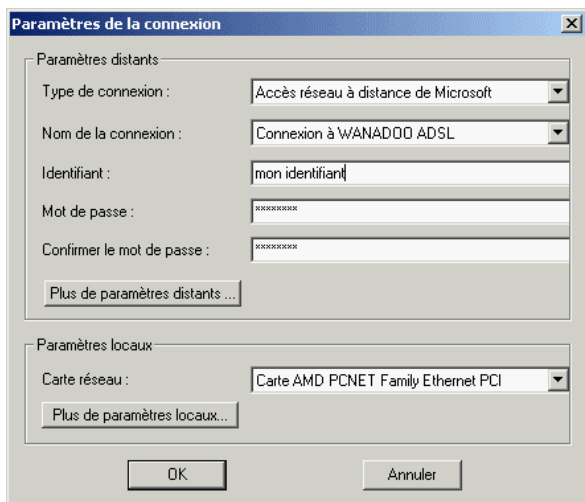 Paramètres de la connexion
Paramètres distants
Type de connexion : Accès réseau à distance de Microsoft
Nom de la connexion : Connexion à WANADOO ADSL
Identifiant : mon identifiant
Mot de passe : ********
Confirmer le mot de passe : ********
Plus de paramètres distants ...
Paramètres locaux
Carte réseau : Carte AMD PCNET Family Ethernet PCI
Plus de paramètres locaux...
OK Annuler